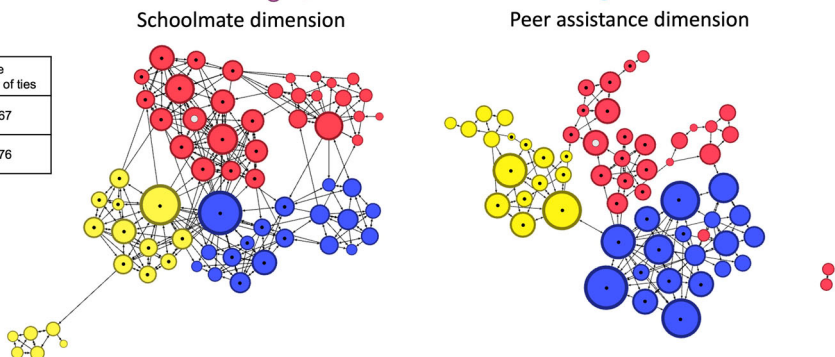 Schoolmate dimension
Peer assistance dimension
of ties
67
76